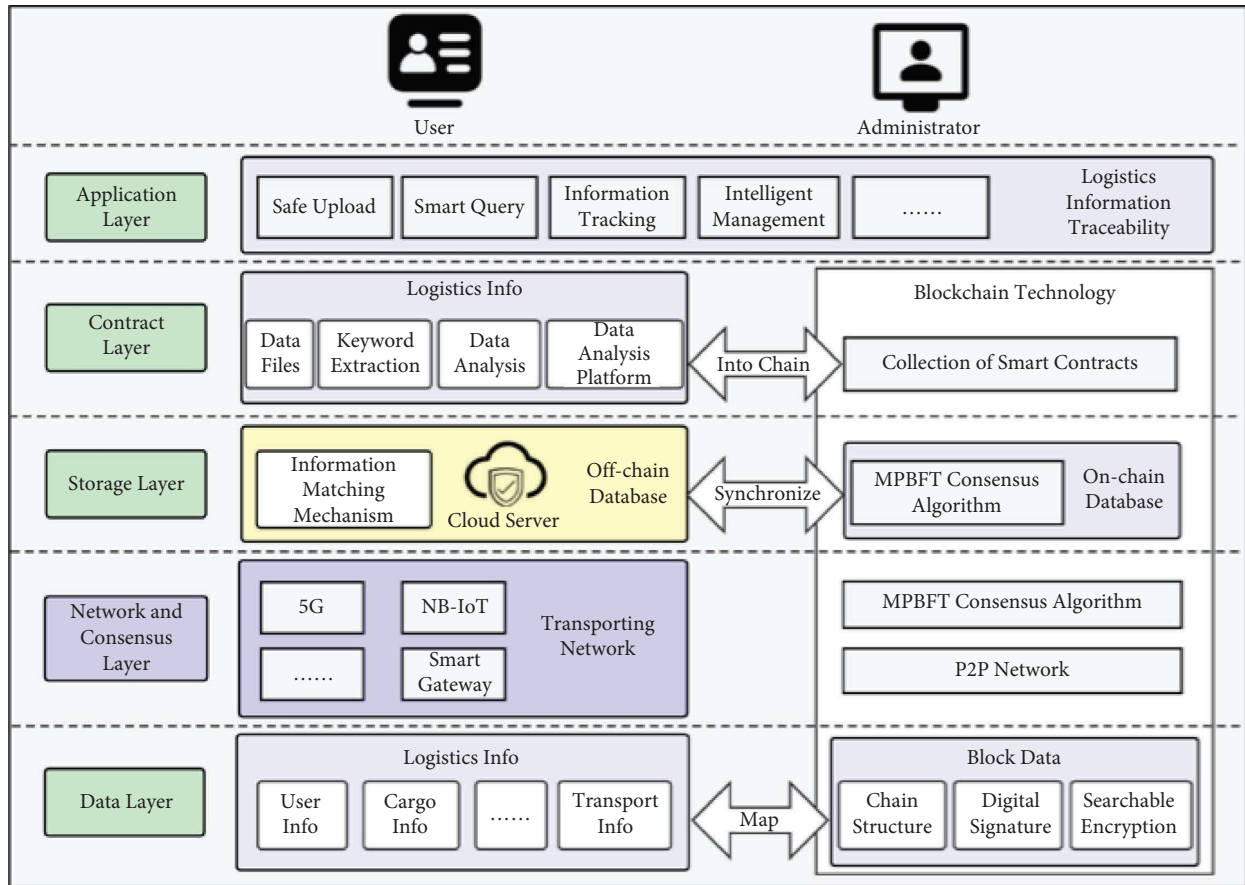 User
Administrator
Application
Layer
Safe Upload
Smart Query
Information
Tracking
Intelligent
Management
......
Logistics
Information
Traceability
Contract
Layer
Logistics Info
Data
Files
Keyword
Extraction
Data
Analysis
Data
Analysis
Platform
Into Chain
Blockchain Technology
Collection of Smart Contracts
Storage Layer
Information
Matching
Mechanism
Cloud Server
Off-chain
Database
Synchronize
MPBFT Consensus
Algorithm
On-chain
Database
Network and
Consensus
Layer
5G
NB-IoT
......
Smart
Gateway
Transporting
Network
MPBFT Consensus Algorithm
P2P Network
Data Layer
Logistics Info
User
Info
Cargo
Info
......
Transport
Info
Map
Block Data
Chain
Structure
Digital
Signature
Searchable
Encryption